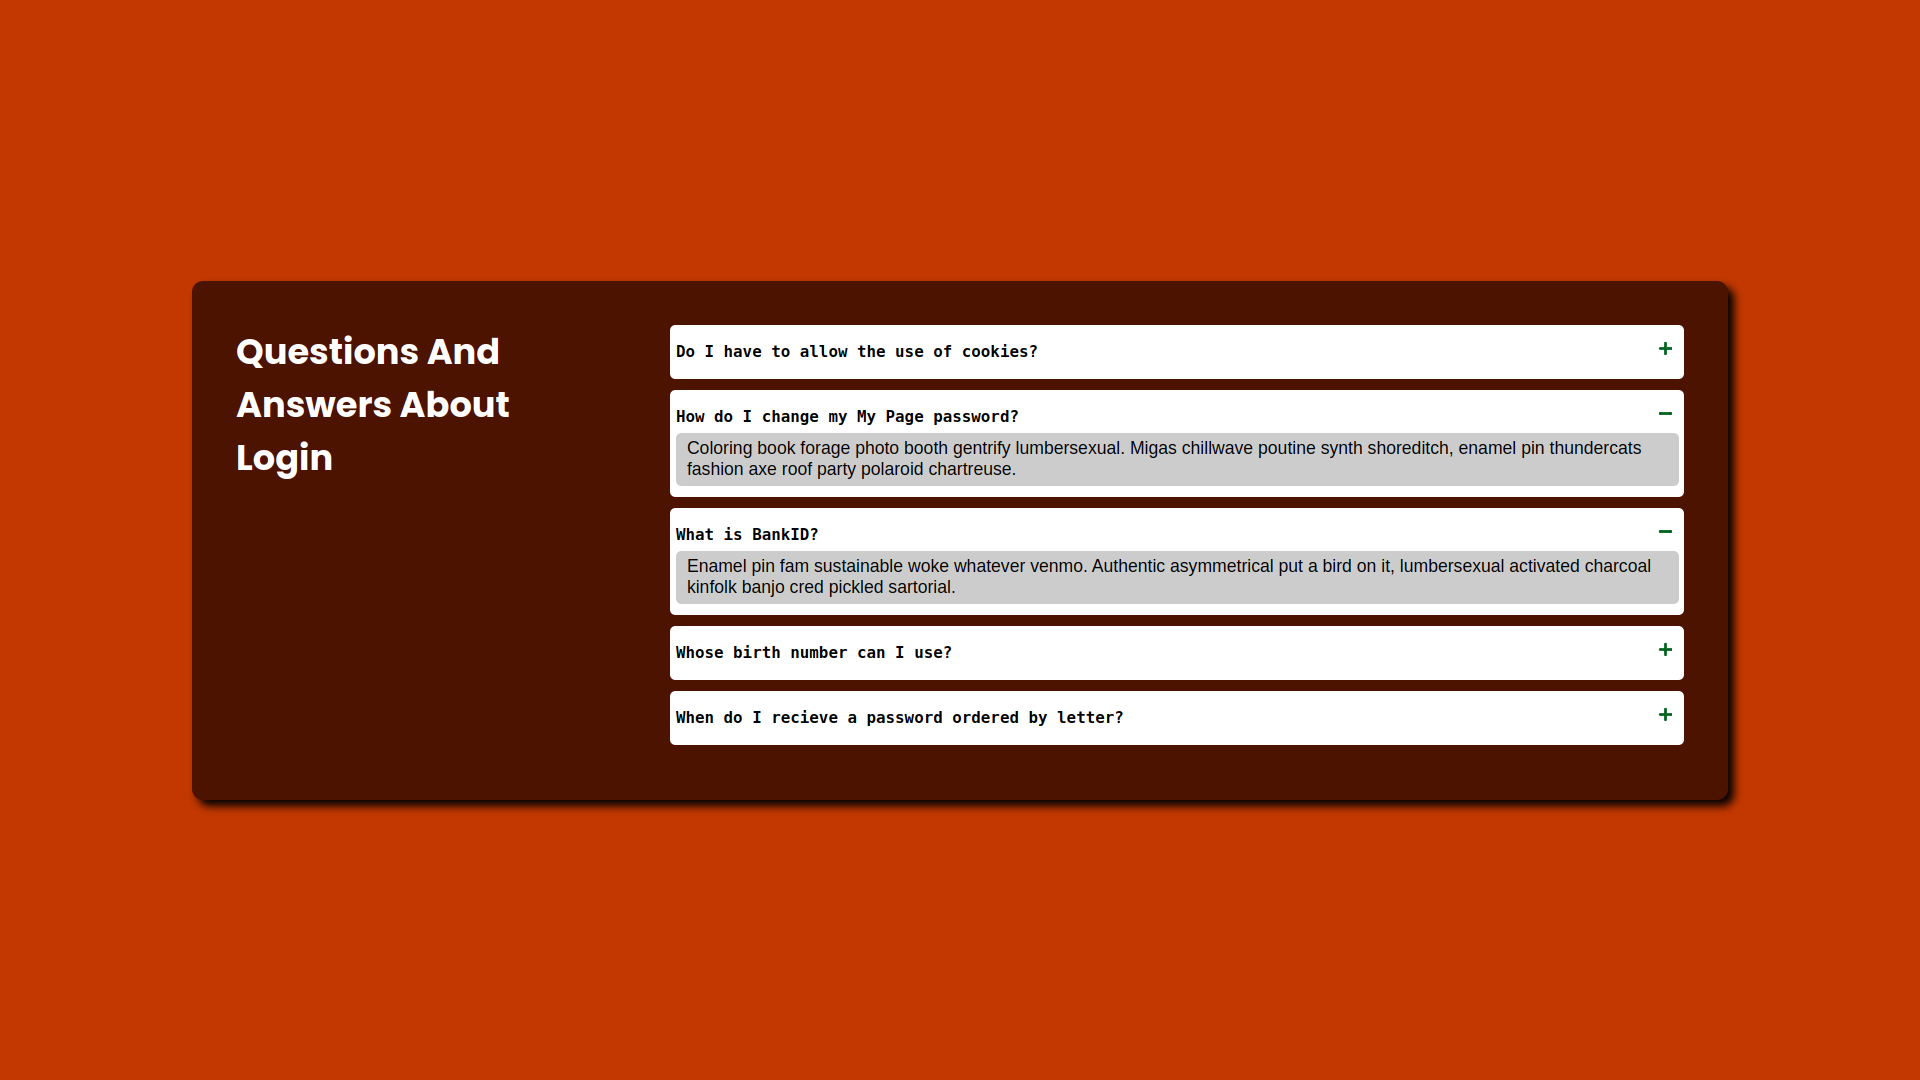 Questions And
Answers About
Login
Do I have to allow the use of cookies?
How do I change my My Page password?
Coloring book forage photo booth gentrify lumbersexual. Migas chillwave poutine synth shoreditch, enamel pin thundercats
fashion axe roof party polaroid chartreuse.
What is BankID?
Enamel pin fam sustainable woke whatever venmo. Authentic asymmetrical put a bird on it, lumbersexual activated charcoal
kinfolk banjo cred pickled sartorial.
Whose birth number can I use?
When do I recieve a password ordered by letter?